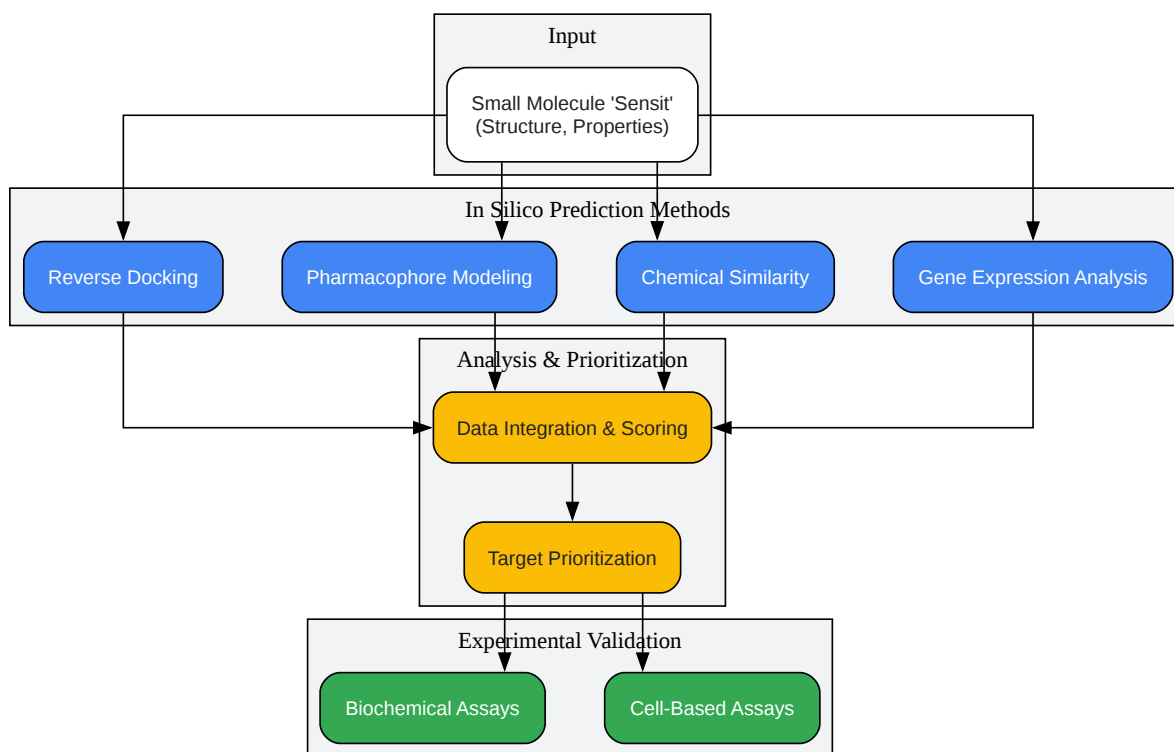 Input
Small Molecule 'Sensit'
(Structure, Properties)
In Silico Prediction Methods
Reverse Docking
Pharmacophore Modeling
Chemical Similarity
Gene Expression Analysis
Analysis & Prioritization
Data Integration & Scoring
Target Prioritization
Experimental Validation
Biochemical Assays
Cell-Based Assays